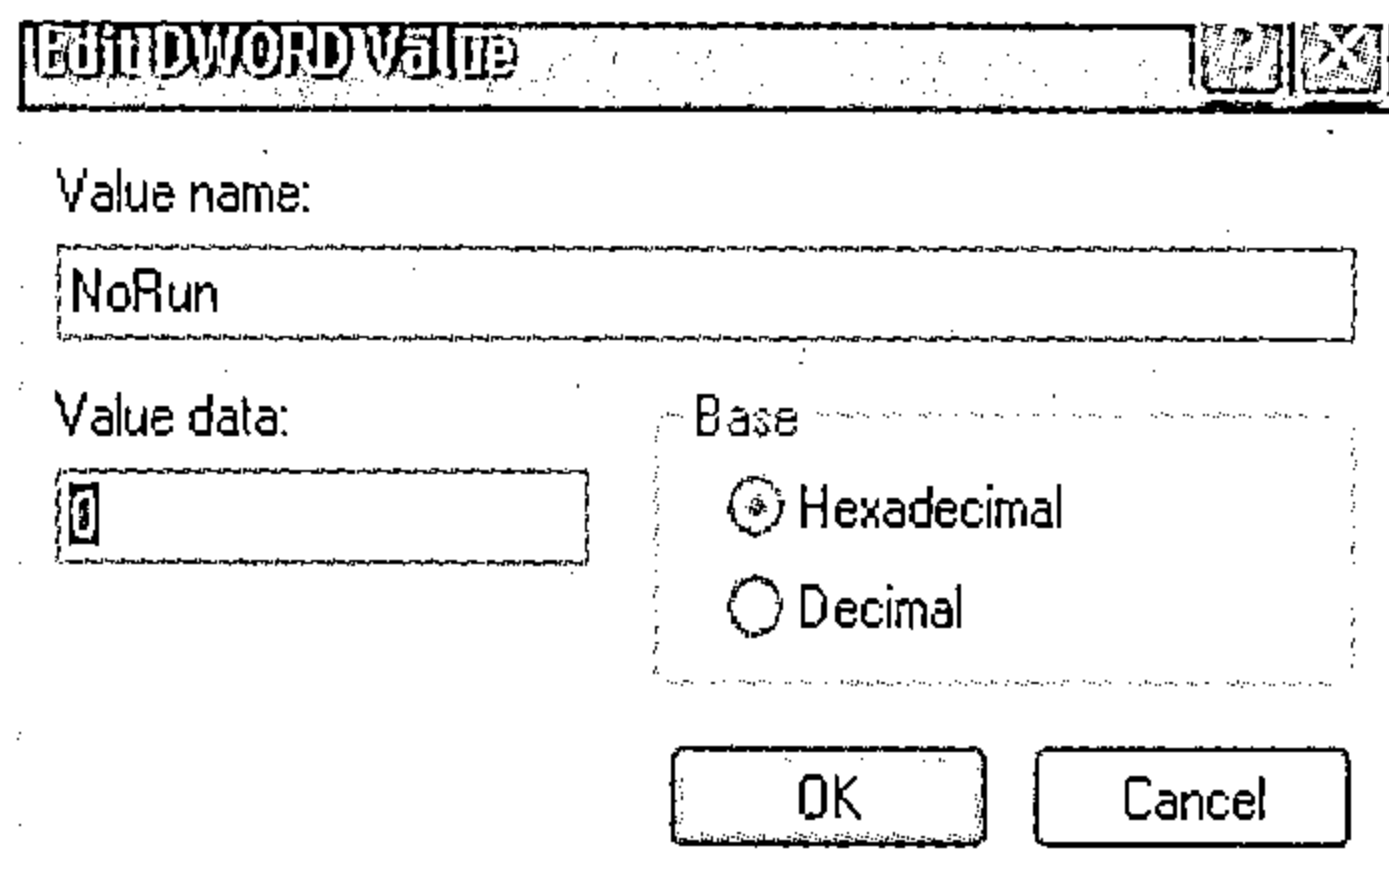 Edit DWORD Value
Value name:
NoRun
Value data:
0
Base
Hexadecimal
Decimal
OK
Cancel